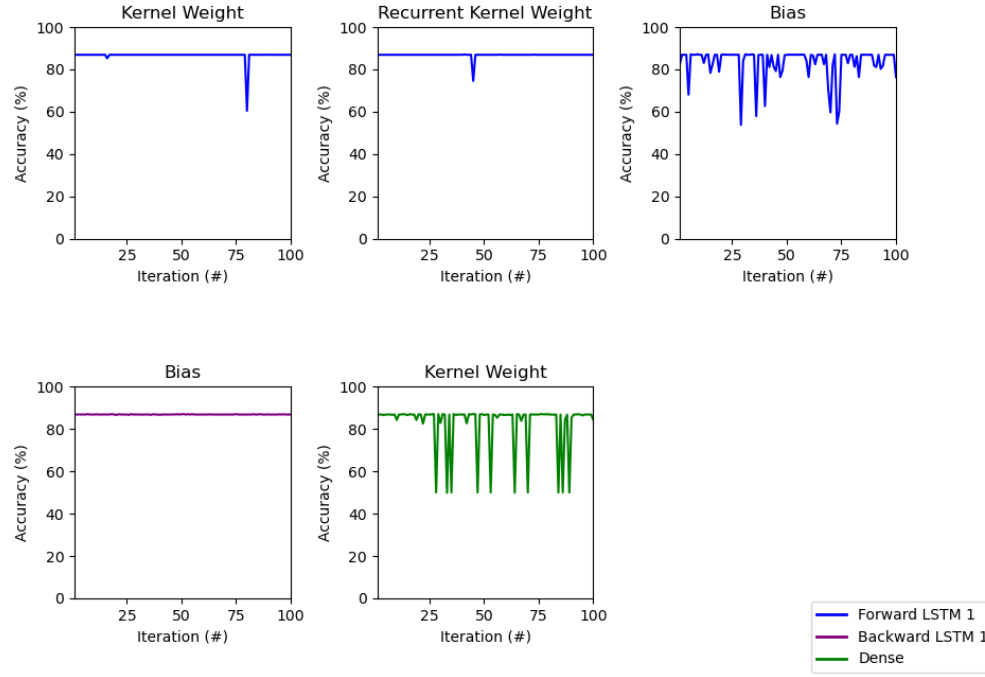 Kernel Weight
100
80
60
40
20
0
Accuracy (%)
25 50 75 100
Iteration (#)
Recurrent Kernel Weight
100
80
60
40
20
0
Accuracy (%)
25 50 75 100
Iteration (#)
Bias
100
80
60
40
20
0
Accuracy (%)
25 50 75 100
Iteration (#)
Bias
100
80
60
40
20
0
Accuracy (%)
25 50 75 100
Iteration (#)
Kernel Weight
100
80
60
40
20
0
Accuracy (%)
25 50 75 100
Iteration (#)
Forward LSTM 1
Backward LSTM 1
Dense